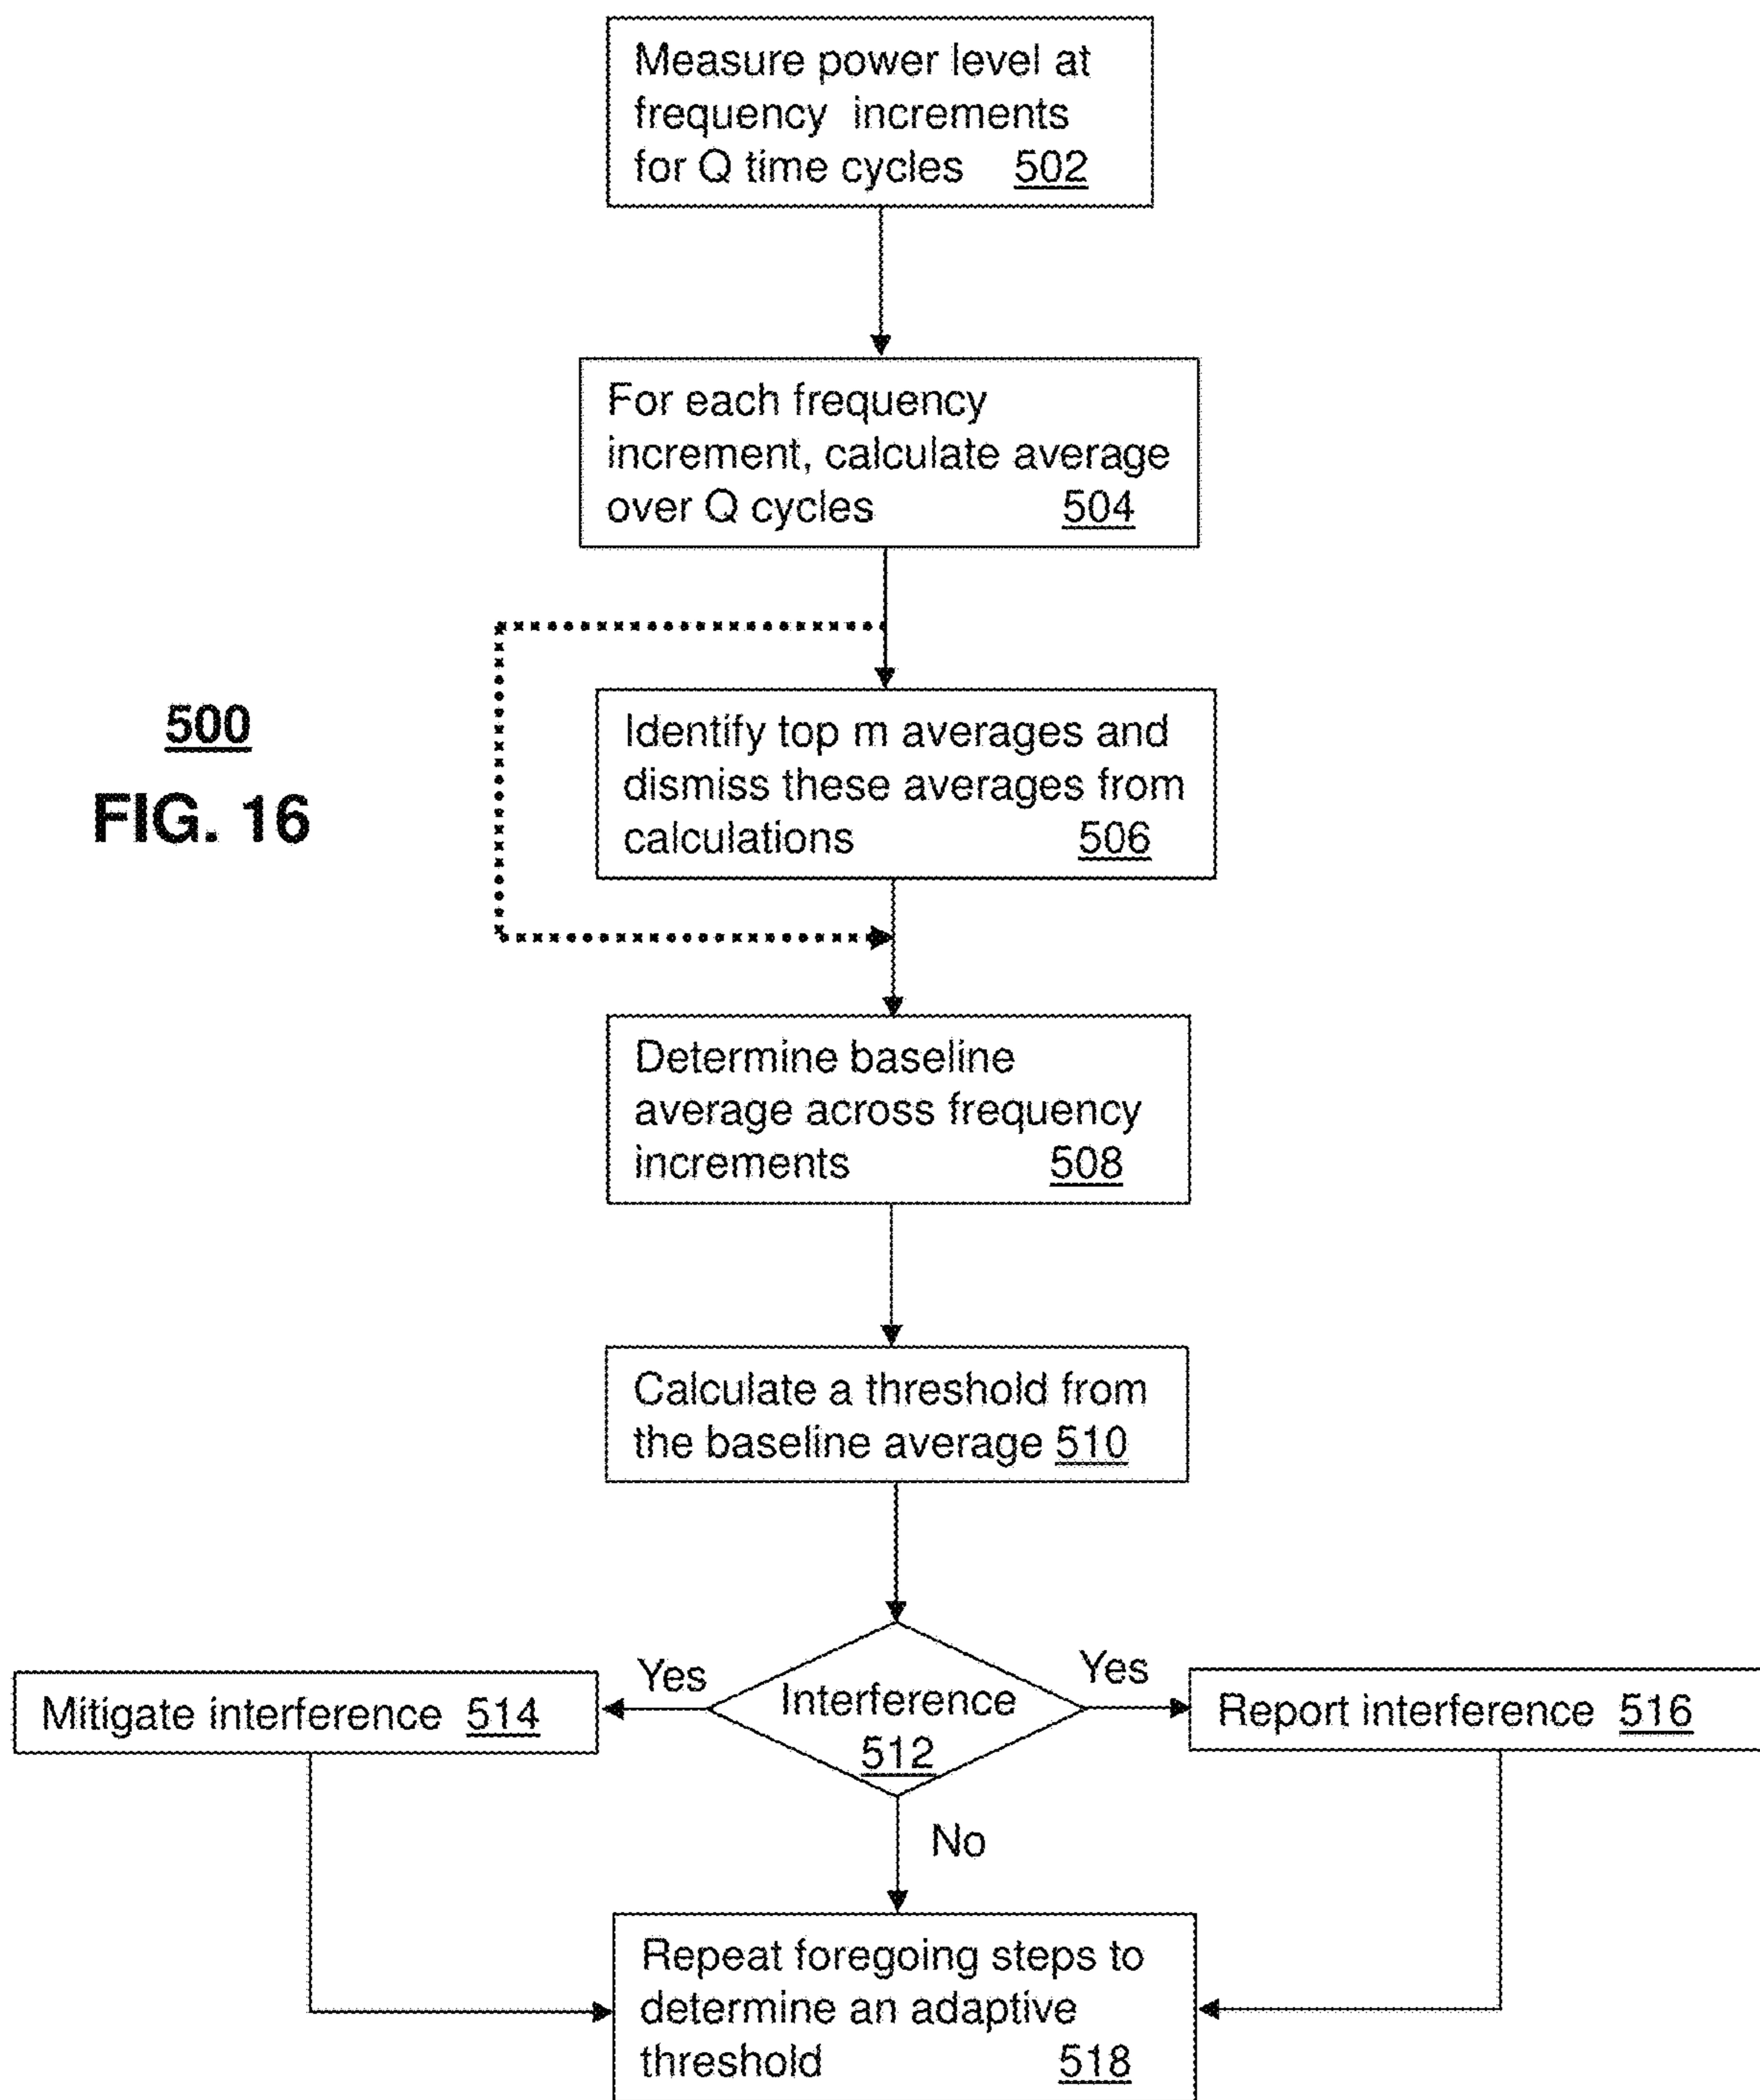 Measure power level at
frequency increments
for Q time cycles 502
For each frequency
increment, calculate average
over Q cycles 504
500
FIG. 16
Identify top m averages and
dismiss these averages from
calculations 506
Determine baseline
average across frequency
increments 508
Calculate a threshold from
the baseline average 510
Yes
Yes
Mitigate interference 514
Interference
512
Report interference 516
No
Repeat foregoing steps to
determine an adaptive
threshold 518